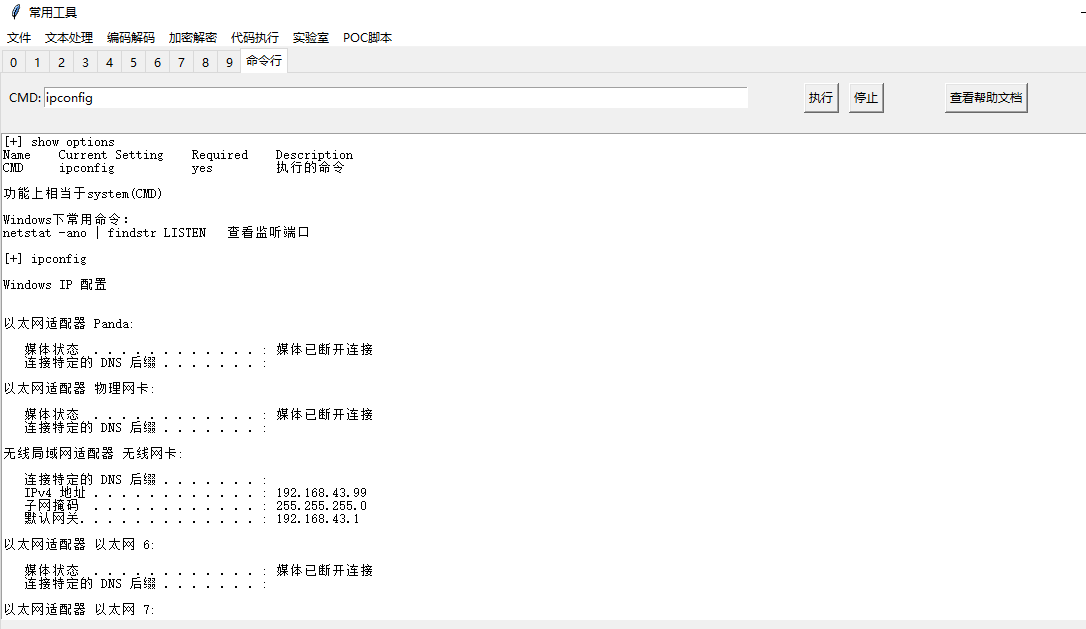 常用工具
文件 文本处理 编码解码 加密解密 代码执行 实验室 POC脚本
0 1 2 3 4 5 6 7 8 9 命令行
CMD: ipconfig 执行 停止 查看帮助文档
[+] show options
Name    Current Setting    Required    Description
CMD     ipconfig           yes         执行的命令
功能上相当于system(CMD)
Windows下常用命令:
netstat -ano | findstr LISTEN   查看监听端口
[+] ipconfig
Windows IP 配置
以太网适配器 Panda:
   媒体状态  . . . . . . . . . . . . : 媒体已断开连接
   连接特定的 DNS 后缀 . . . . . . . :
以太网适配器 物理网卡:
   媒体状态  . . . . . . . . . . . . : 媒体已断开连接
   连接特定的 DNS 后缀 . . . . . . . :
无线局域网适配器 无线网卡:
   连接特定的 DNS 后缀 . . . . . . . :
   IPv4 地址 . . . . . . . . . . . . : 192.168.43.99
   子网掩码  . . . . . . . . . . . . : 255.255.255.0
   默认网关. . . . . . . . . . . . . : 192.168.43.1
以太网适配器 以太网 6:
   媒体状态  . . . . . . . . . . . . : 媒体已断开连接
   连接特定的 DNS 后缀 . . . . . . . :
以太网适配器 以太网 7: